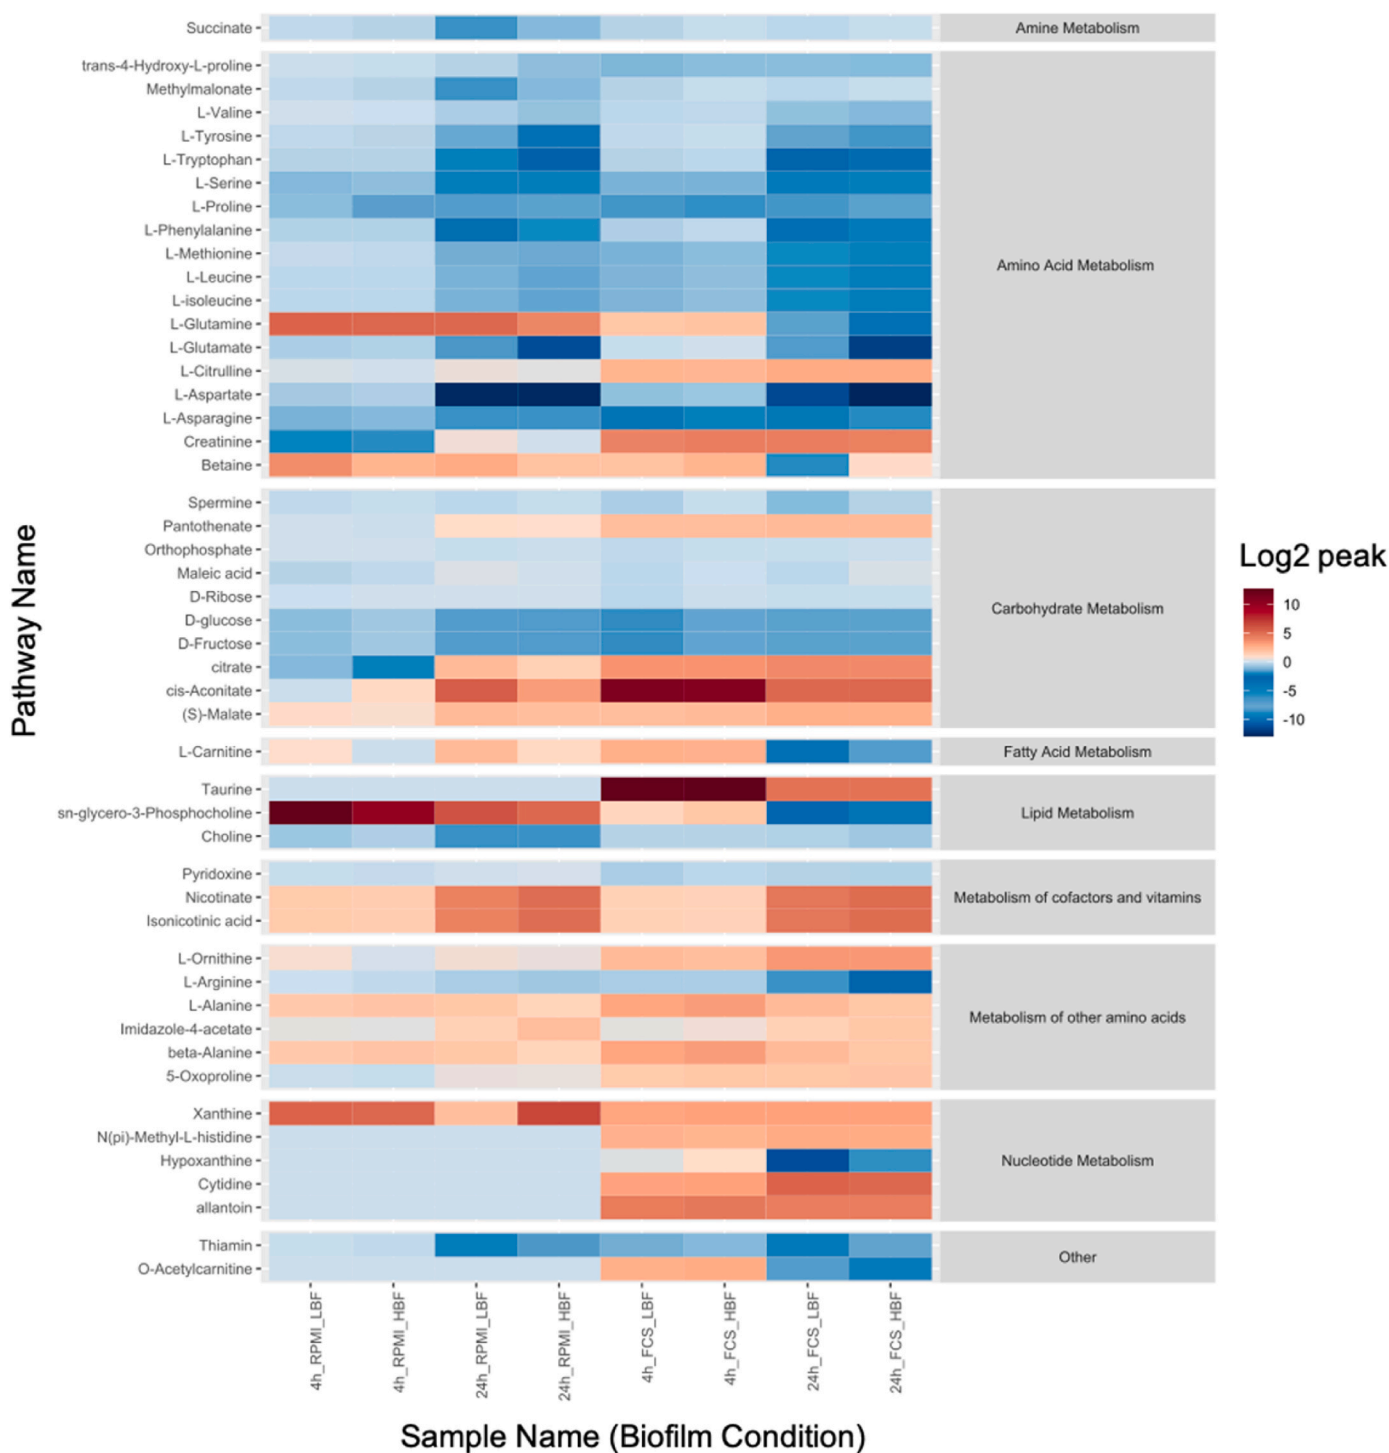 Succinate
Amine Metabolism
trans-4-Hydroxy-L-proline
Methylmalonate
L-Valine
L-Tyrosine
L-Tryptophan
L-Serine
L-Proline
L-Phenylalanine
L-Methionine
L-Leucine
L-isoleucine
L-Glutamine
L-Glutamate
L-Citrulline
L-Aspartate
L-Asparagine
Creatinine
Betaine
Amino Acid Metabolism
Spermine
Pantothenate
Orthophosphate
Maleic acid
D-Ribose
D-glucose
D-Fructose
citrate
cis-Aconitate
(S)-Malate
Carbohydrate Metabolism
L-Carnitine
Fatty Acid Metabolism
Taurine
sn-glycero-3-Phosphocholine
Choline
Lipid Metabolism
Pyridoxine
Nicotinate
Isonicotinic acid
Metabolism of cofactors and vitamins
L-Ornithine
L-Arginine
L-Alanine
Imidazole-4-acetate
beta-Alanine
5-Oxoproline
Metabolism of other amino acids
Xanthine
N(pi)-Methyl-L-histidine
Hypoxanthine
Cytidine
allantoin
Nucleotide Metabolism
Thiamin
O-Acetylcarnitine
Other
Pathway Name
4h_RPMI_LBF
4h_RPMI_HBF
24h_RPMI_LBF
24h_RPMI_HBF
4h_FCS_LBF
4h_FCS_HBF
24h_FCS_LBF
24h_FCS_HBF
Sample Name (Biofilm Condition)
Log2 peak
10
5
0
-5
-10